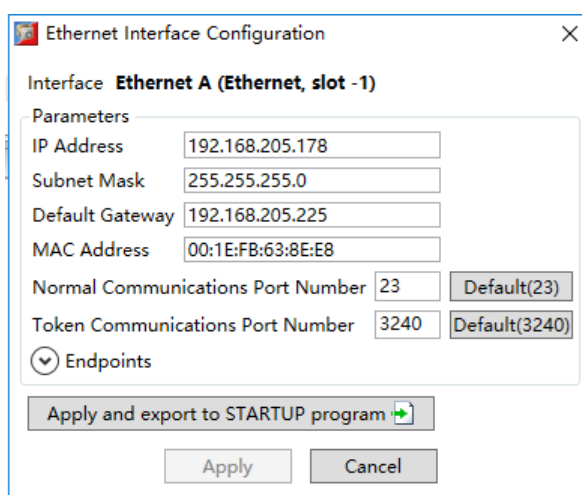 Ethernet Interface Configuration
Interface Ethernet A (Ethernet, slot -1)
Parameters
IP Address 192.168.205.178
Subnet Mask 255.255.255.0
Default Gateway 192.168.205.225
MAC Address 00:1E:FB:63:8E:E8
Normal Communications Port Number 23 Default(23)
Token Communications Port Number 3240 Default(3240)
Endpoints
Apply and export to STARTUP program
Apply Cancel